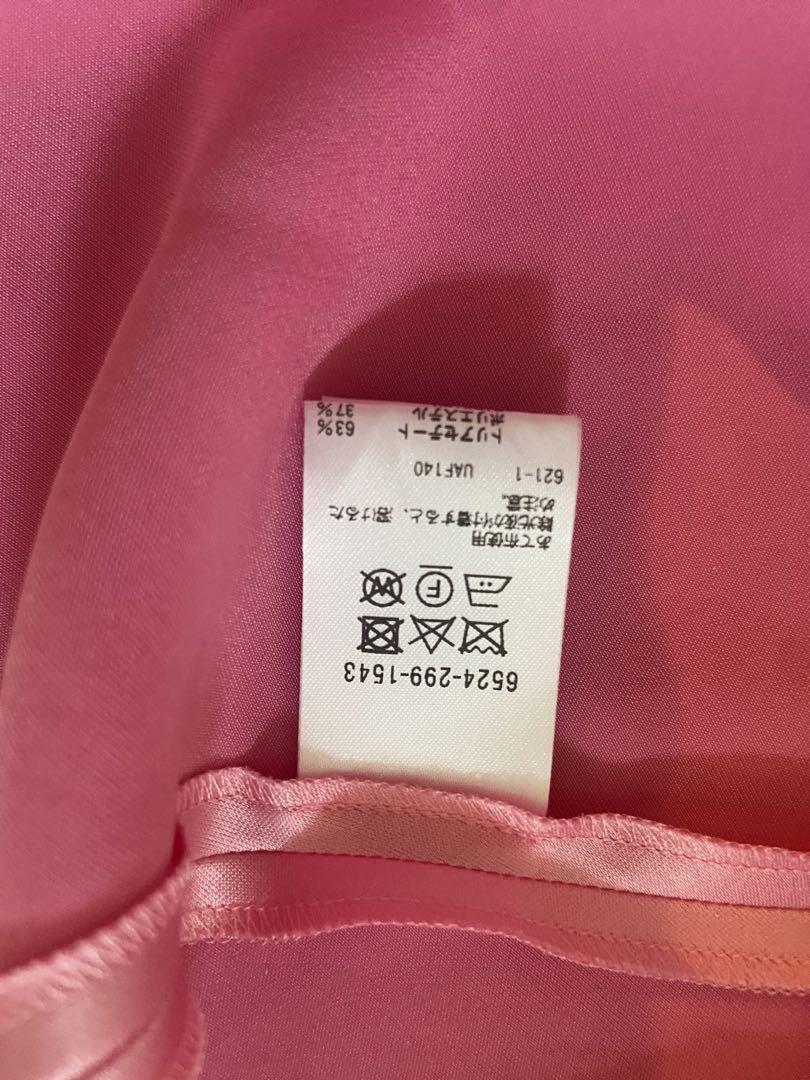 6524-299-1543
F W
あて布使用
除光液が付着すると、溶けるた
め注意。
621-1 UAF140
トリアセテート 63%
ポリエステル 37%